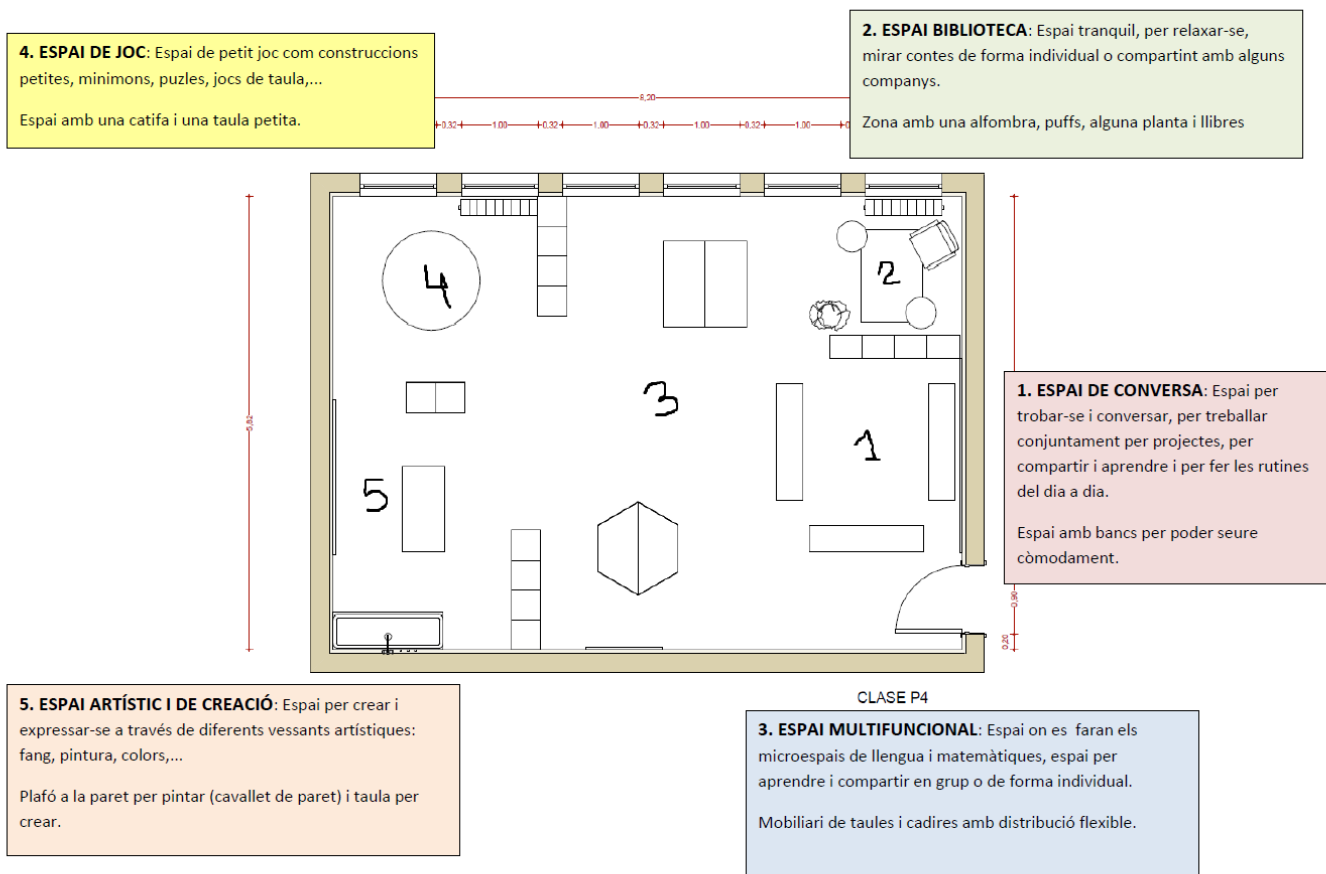 4. ESPAI DE JOC: Espai de petit joc com construccions
petites, minimons, puzles, jocs de taula,...
Espai amb una catifa i una taula petita.
2. ESPAI BIBLIOTECA: Espai tranquil, per relaxar-se,
mirar contes de forma individual o compartint amb alguns
companys.
Zona amb una alfombra, puffs, alguna planta i llibres
8,20
0.32 1.00 0.32 1.00 0.32 1.00 0.32 1.00
4
2
3
1
5
1. ESPAI DE CONVERSA: Espai per
trobar-se i conversar, per treballar
conjuntament per projectes, per
compartir i aprendre i per fer les rutines
del dia a dia.
Espai amb bancs per poder seure
còmodament.
0,90
0,20
5. ESPAI ARTÍSTIC I DE CREACIÓ: Espai per crear i
expressar-se a través de diferents vessants artístiques:
fang, pintura, colors,...
Plafó a la paret per pintar (cavallet de paret) i taula per
crear.
CLASE P4
3. ESPAI MULTIFUNCIONAL: Espai on es  faran els
microespais de llengua i matemàtiques, espai per
aprendre i compartir en grup o de forma individual.
Mobiliari de taules i cadires amb distribució flexible.